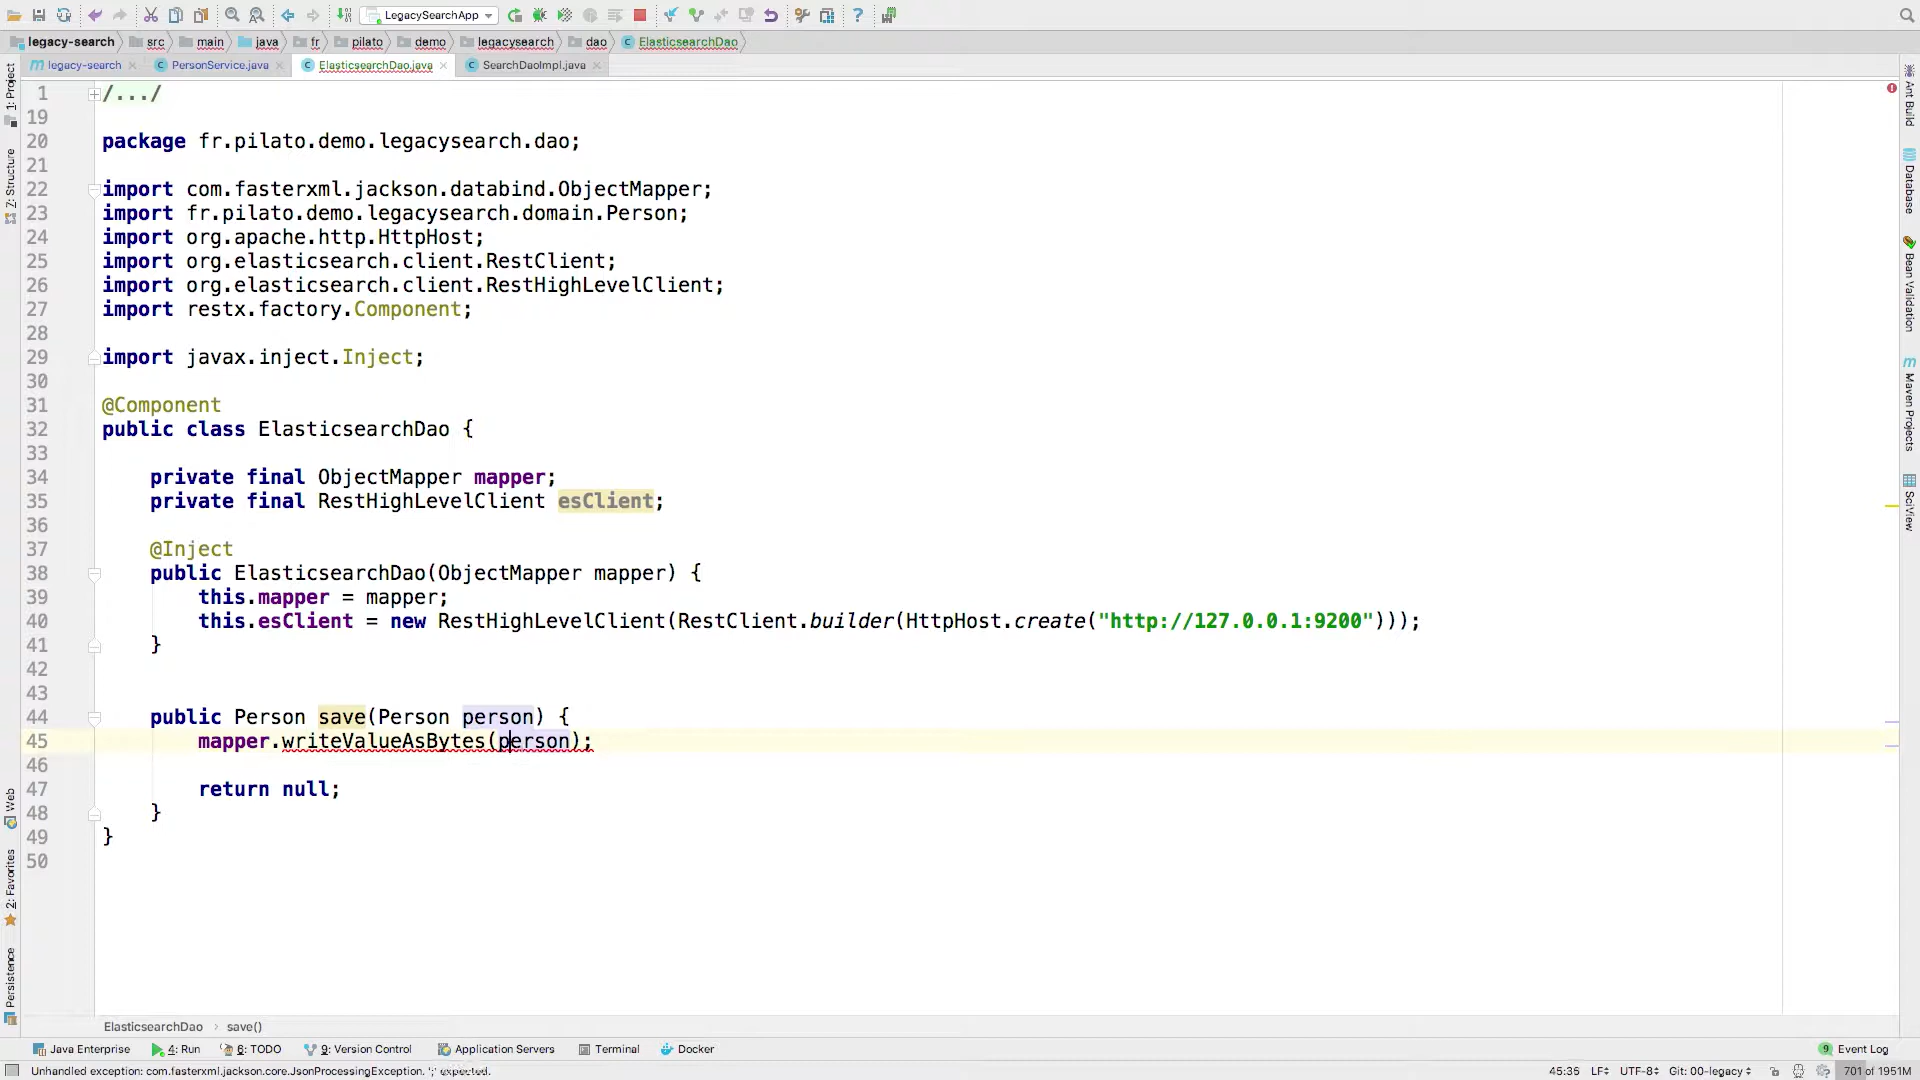 LegacySearchApp
legacy-search src main java fr pilato demo legacysearch dao ElasticsearchDao
legacy-search PersonService.java ElasticsearchDao.java SearchDaoImpl.java
1: Project
Z: Structure
Web
2: Favorites
Persistence
1 /.../
19
20 package fr.pilato.demo.legacysearch.dao;
21
22 import com.fasterxml.jackson.databind.ObjectMapper;
23 import fr.pilato.demo.legacysearch.domain.Person;
24 import org.apache.http.HttpHost;
25 import org.elasticsearch.client.RestClient;
26 import org.elasticsearch.client.RestHighLevelClient;
27 import restx.factory.Component;
28
29 import javax.inject.Inject;
30
31 @Component
32 public class ElasticsearchDao {
33
34 private final ObjectMapper mapper;
35 private final RestHighLevelClient esClient;
36
37 @Inject
38 public ElasticsearchDao(ObjectMapper mapper) {
39 this.mapper = mapper;
40 this.esClient = new RestHighLevelClient(RestClient.builder(HttpHost.create("http://127.0.0.1:9200")));
41 }
42
43
44 public Person save(Person person) {
45 mapper.writeValueAsBytes(person);
46
47 return null;
48 }
49 }
50
Ant Build
Database
Bean Validation
Maven Projects
SciView
ElasticsearchDao › save()
Java Enterprise 4: Run 6: TODO 9: Version Control Application Servers Terminal Docker 9 Event Log
Unhandled exception: com.fasterxml.jackson.core.JsonProcessingException. ';' expected. 45:35 LF UTF-8 Git: 00-legacy 701 of 1951M